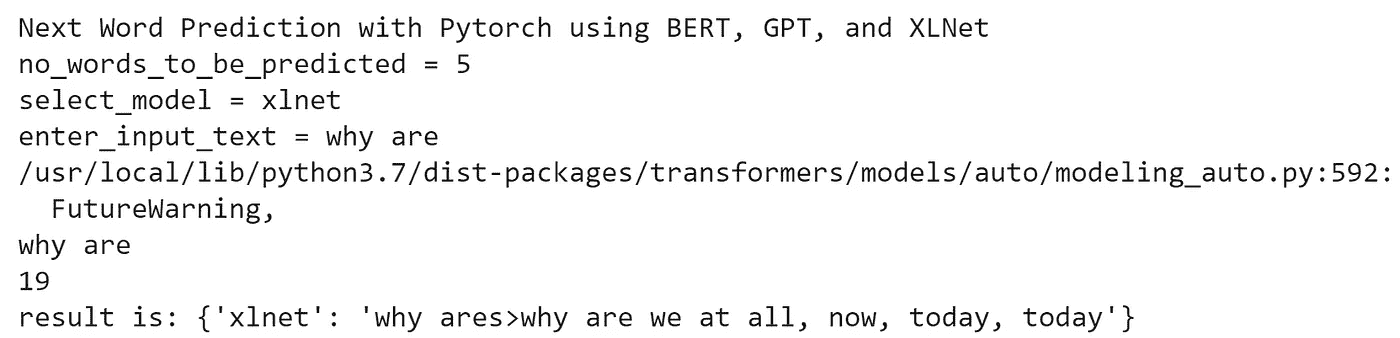 Next Word Prediction with Pytorch using BERT, GPT, and XLNet
no_words_to_be_predicted = 5
select_model = xlnet
enter_input_text = why are
/usr/local/lib/python3.7/dist-packages/transformers/models/auto/modeling_auto.py:592:
  FutureWarning,
why are
19
result is: {'xlnet': 'why ares>why are we at all, now, today, today'}